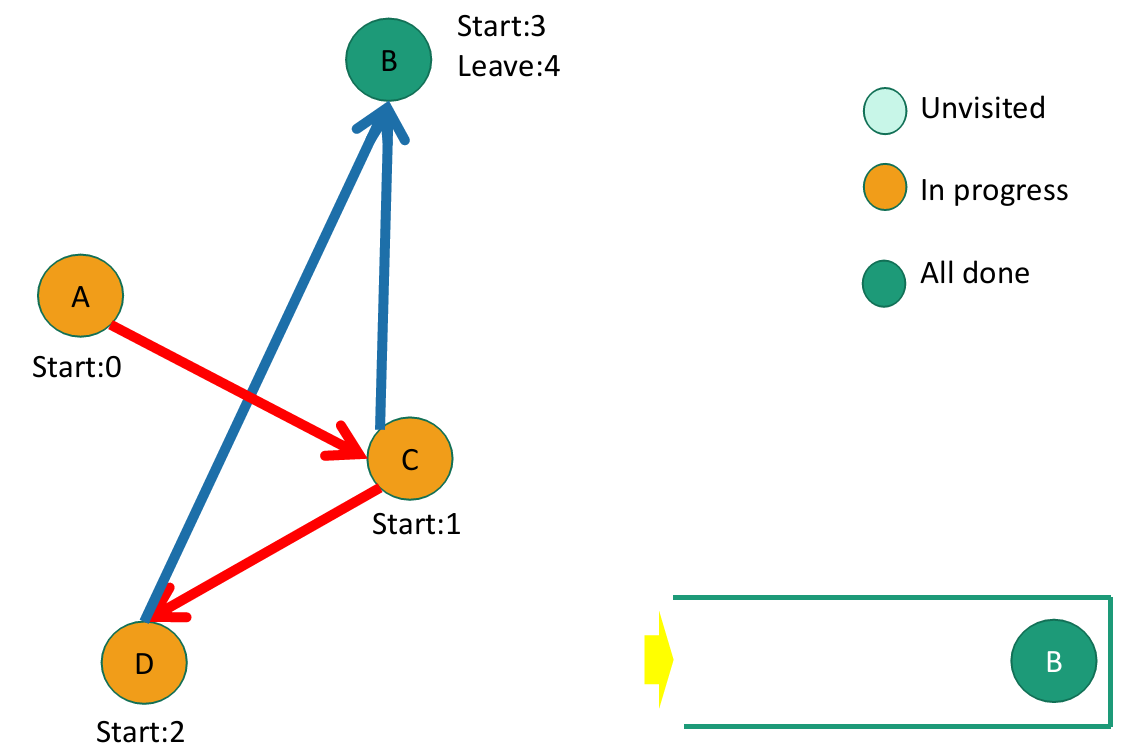 B
Start:3
Leave:4
Unvisited
In progress
All done
A
Start:0
C
Start:1
D
Start:2
B